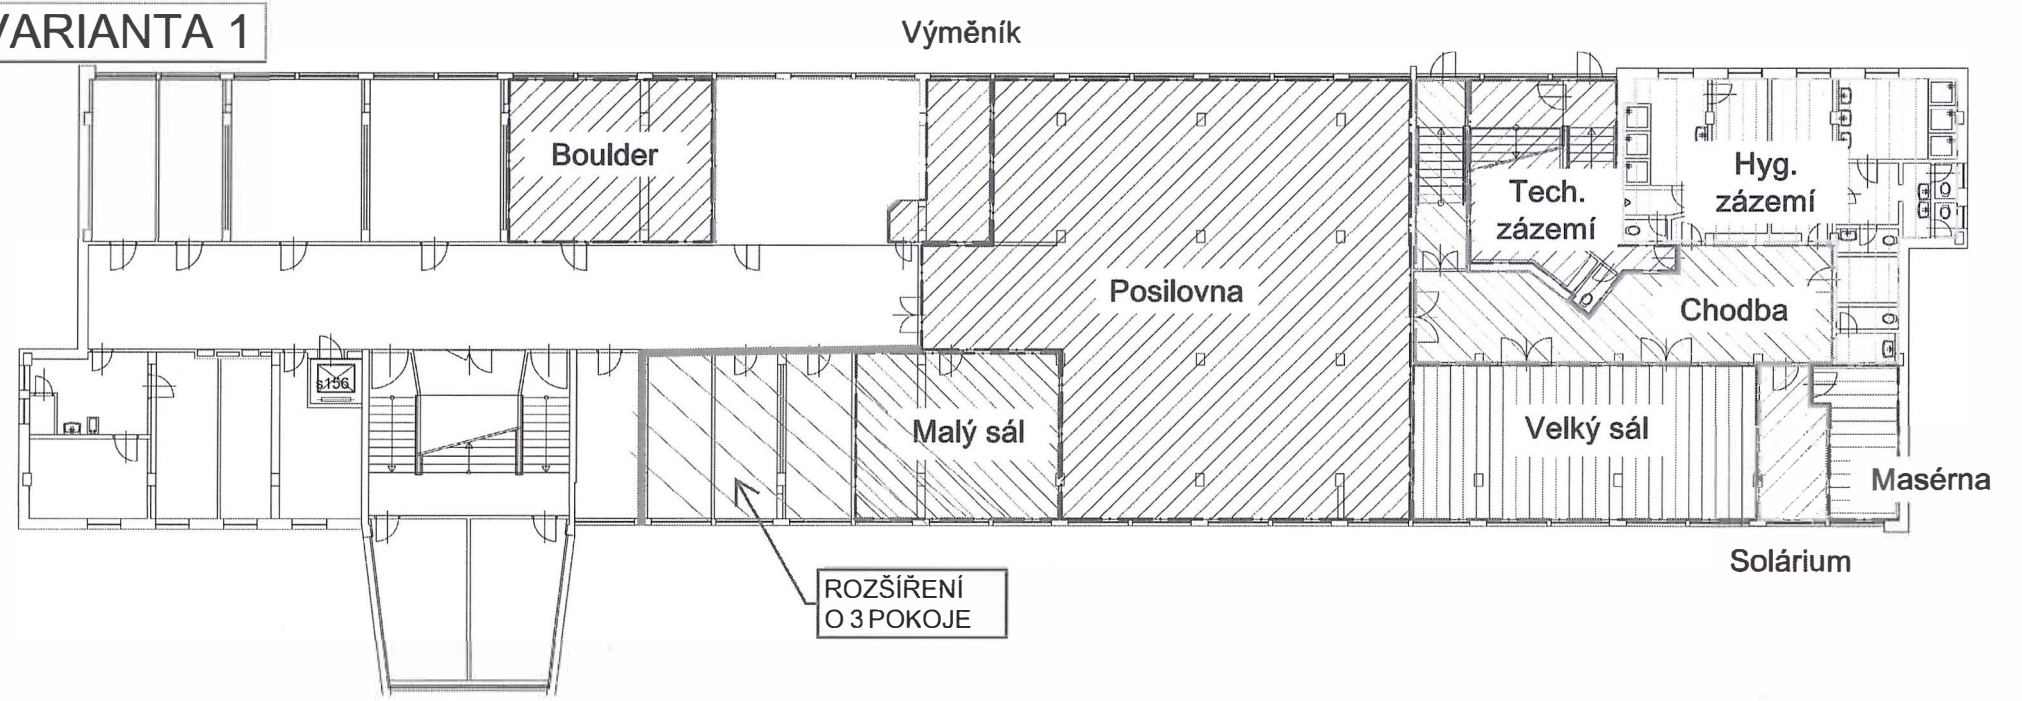 VARIANTA 1
Výměník
Boulder
Hyg.
zázemí
Tech.
zázemí
Posilovna
Chodba
s156
Malý sál
Velký sál
Masérna
Solárium
ROZŠÍŘENÍ
O 3 POKOJE